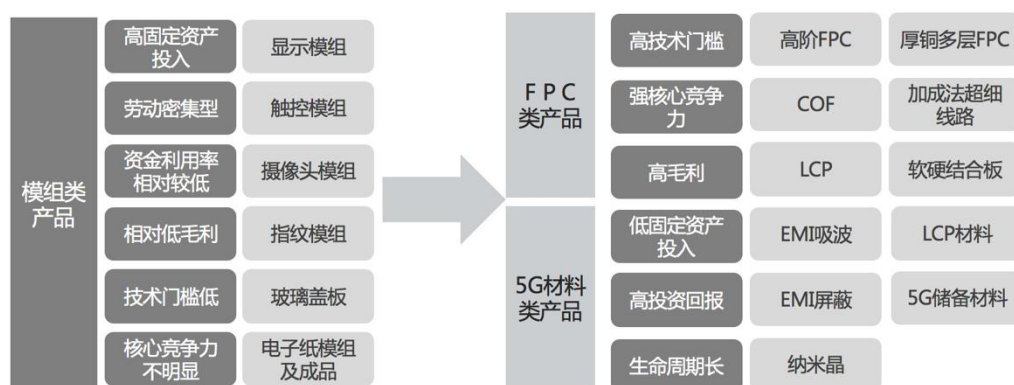 模组类
产品
高固定资产
投入
显示模组
劳动密集型
触控模组
资金利用率
相对较低
摄像头模组
相对低毛利
指纹模组
技术门槛低
玻璃盖板
核心竞争力
不明显
电子纸模组
及成品
F P C
类产品
高技术门槛
高阶FPC
厚铜多层FPC
强核心竞争
力
COF
加成法超细
线路
高毛利
LCP
软硬结合板
5G材料
类产品
低固定资产
投入
EMI吸波
LCP材料
高投资回报
EMI屏蔽
5G储备材料
生命周期长
纳米晶